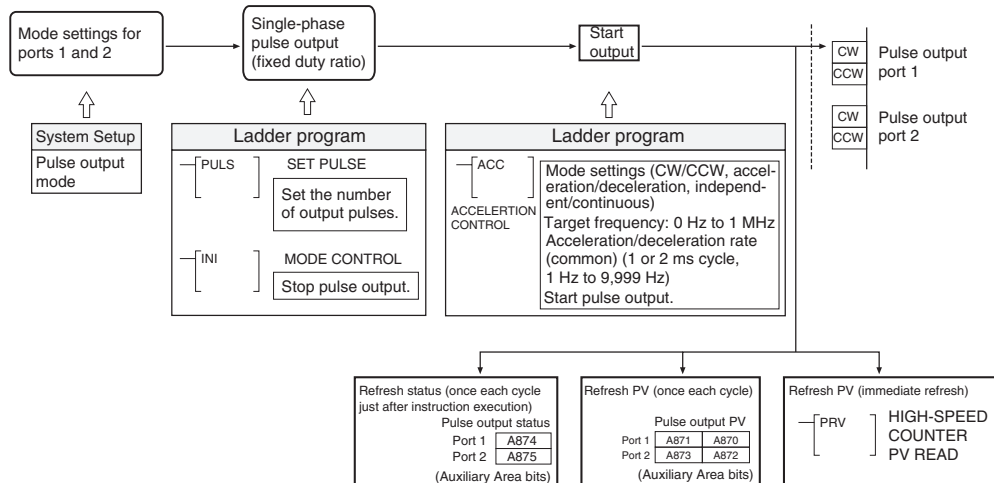 Mode settings for
ports 1 and 2
Single-phase
pulse output
(fixed duty ratio)
Start
output
CW
CCW
Pulse output
port 1
CW
CCW
Pulse output
port 2
System Setup
Pulse output
mode
Ladder program
PULS
SET PULSE
Set the number
of output pulses.
INI
MODE CONTROL
Stop pulse output.
Ladder program
ACC
ACCELERTION
CONTROL
Mode settings (CW/CCW, accel-
eration/deceleration, independ-
ent/continuous)
Target frequency: 0 Hz to 1 MHz
Acceleration/deceleration rate
(common) (1 or 2 ms cycle,
1 Hz to 9,999 Hz)
Start pulse output.
Refresh status (once each cycle
just after instruction execution)
Pulse output status
Port 1 A874
Port 2 A875
(Auxiliary Area bits)
Refresh PV (once each cycle)
Pulse output PV
Port 1 A871 A870
Port 2 A873 A872
(Auxiliary Area bits)
Refresh PV (immediate refresh)
PRV
HIGH-SPEED
COUNTER
PV READ